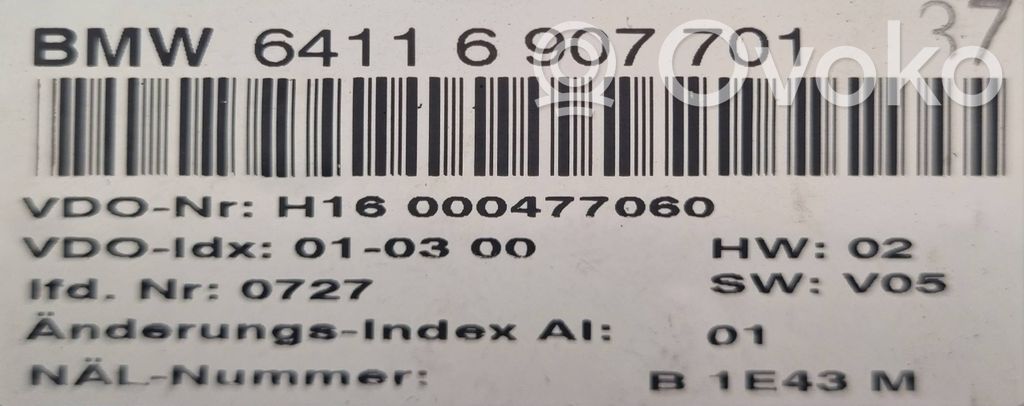 BMW 6411 6 907 701 37
Ovoko
VDO-Nr: H16 000477060
VDO-Idx: 01-03 00 HW: 02
lfd. Nr: 0727 SW: V05
Änderungs-Index AI: 01
NÄL-Nummer: B 1E43 M